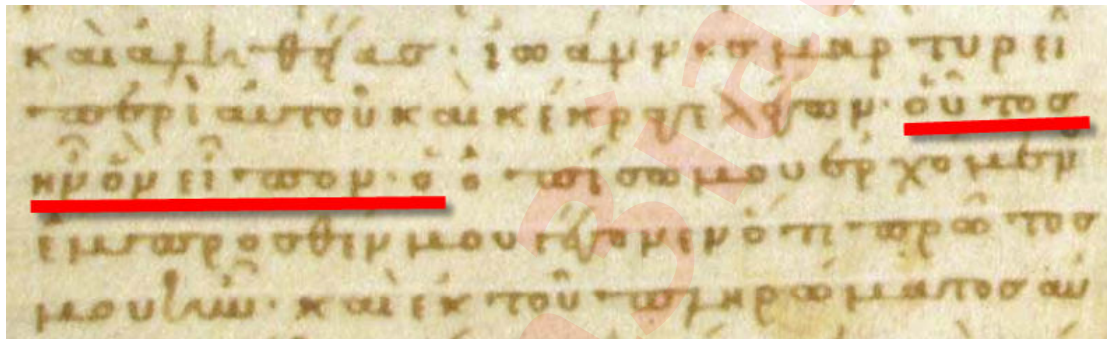 καὶ ἀληθείας· ἰωάννης μαρτυρεῖ
περὶ αὐτοῦ καὶ κέκραγε λέγων· οὗτος
ἦν ὃν εἶπον· ὁ ὀπίσω μου ἐρχόμεν
ἔμπροσθέν μου γέγονεν ὅτι πρῶτος
μου ἦν· καὶ ἐκ τοῦ πληρώματος αὐ